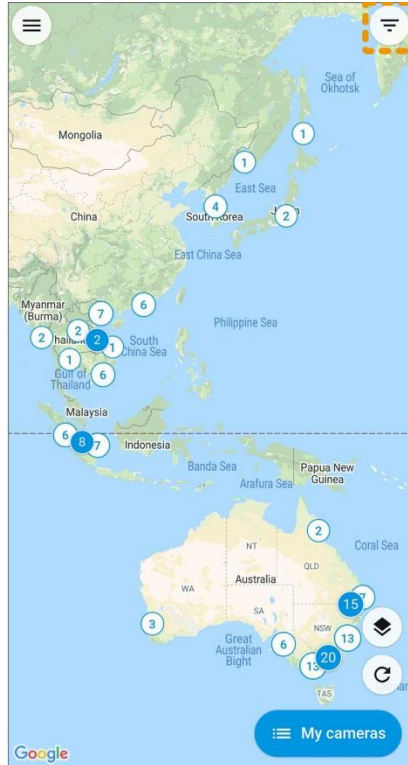 Sea of
Okhotsk
Mongolia
1
1
East Sea
4
South Korea
2
China
East China Sea
6
Myanmar
(Burma)
7
Philippine Sea
2
2
2
1
South
China Sea
1
Gulf of
Thailand
6
Malaysia
6
8
7
Indonesia
Banda Sea
Papua New
Guinea
Arafura Sea
2
Coral Sea
NT
QLD
Australia
WA
15
7
SA
3
NSW
13
Great
Australian
Bight
6
20
13
TAS
My cameras
Google